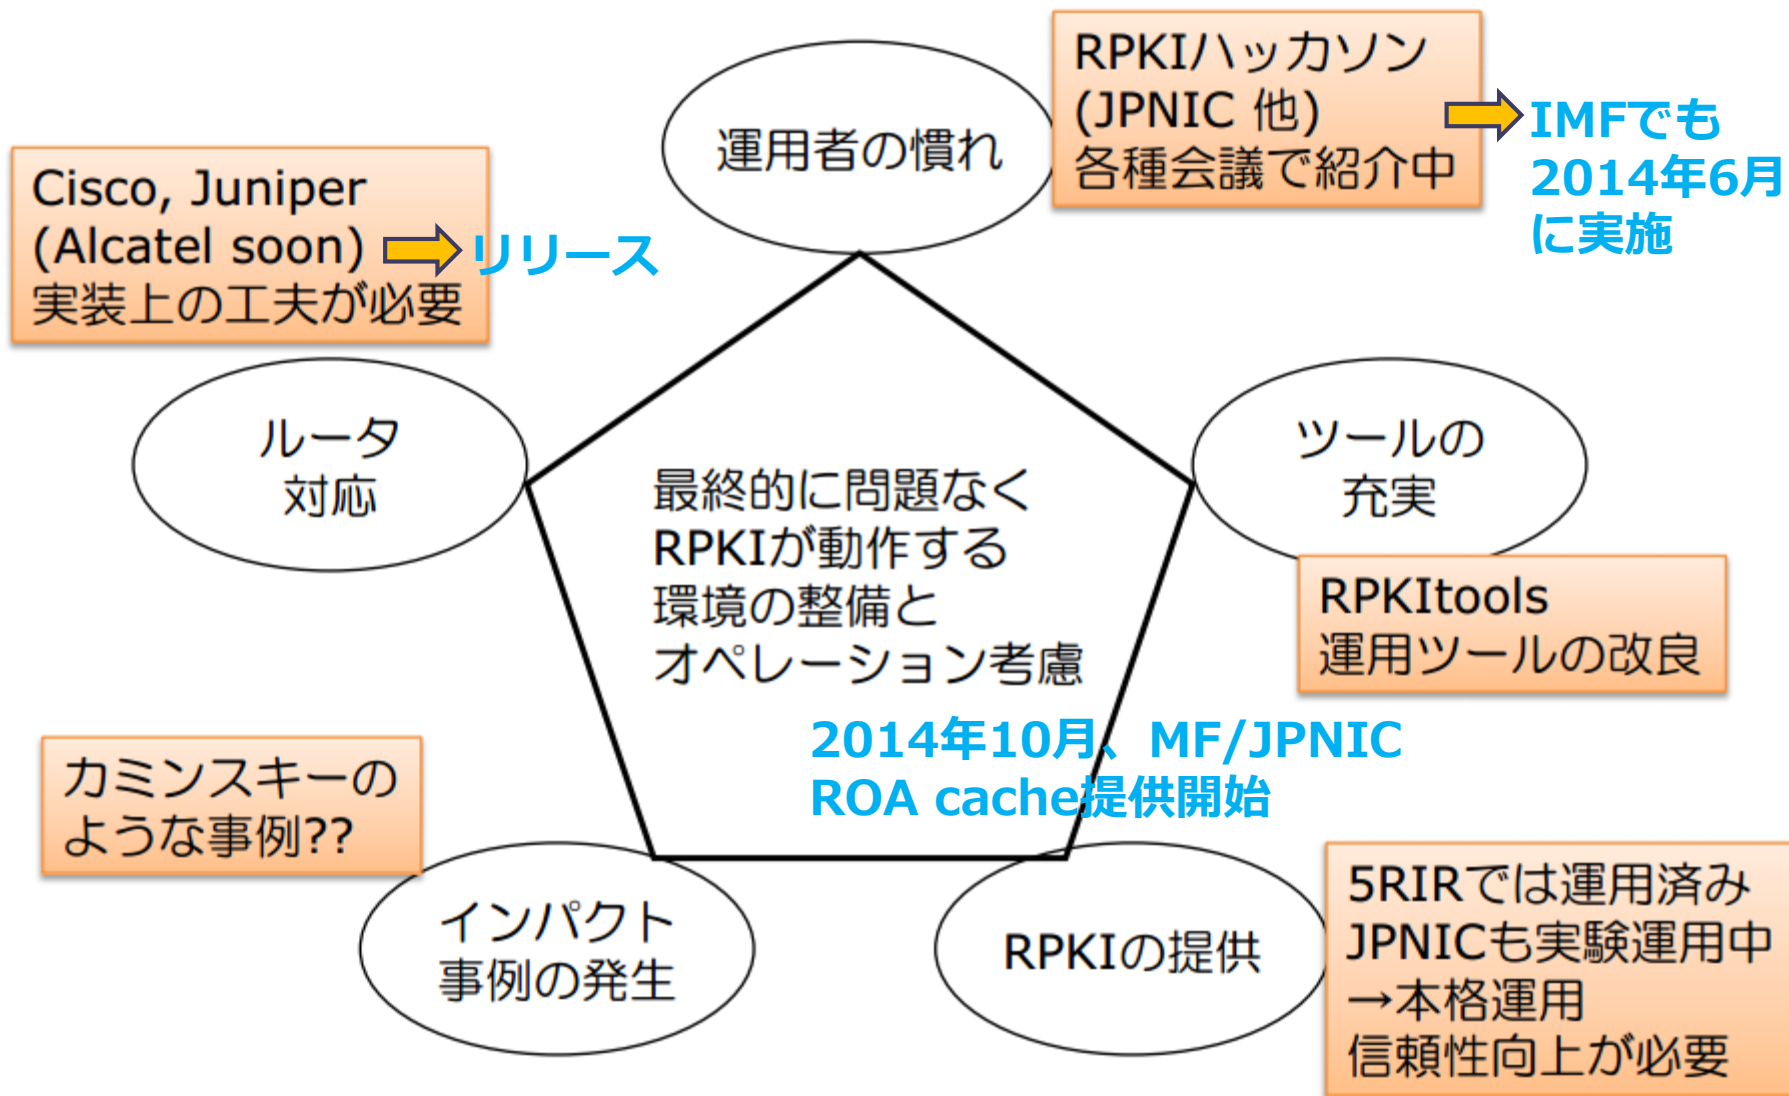 RPKIハッカソン
(JPNIC 他)
各種会議で紹介中
IMFでも
2014年6月
に実施
運用者の慣れ
Cisco, Juniper
(Alcatel soon)
リリース
実装上の工夫が必要
ルータ
対応
ツールの
充実
RPKItools
運用ツールの改良
最終的に問題なく
RPKIが動作する
環境の整備と
オペレーション考慮
2014年10月、MF/JPNIC
ROA cache提供開始
カミンスキーの
ような事例??
インパクト
事例の発生
RPKIの提供
5RIRでは運用済み
JPNICも実験運用中
→本格運用
信頼性向上が必要